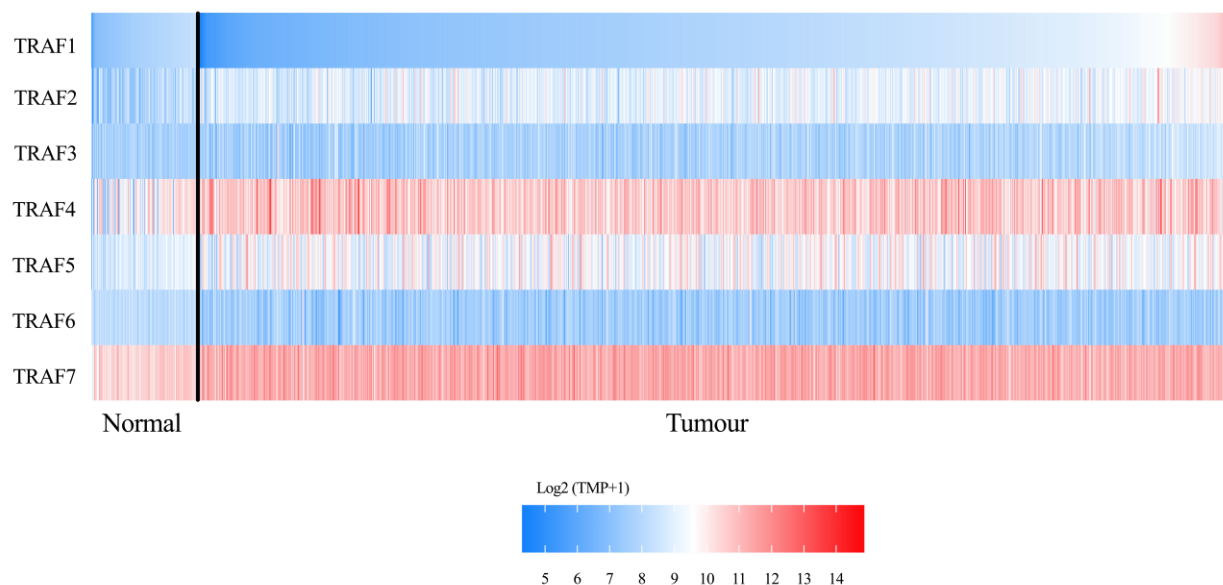 TRAF1
TRAF2
TRAF3
TRAF4
TRAF5
TRAF6
TRAF7
Normal Tumour
Log2 (TMP+1)
5 6 7 8 9 10 11 12 13 14